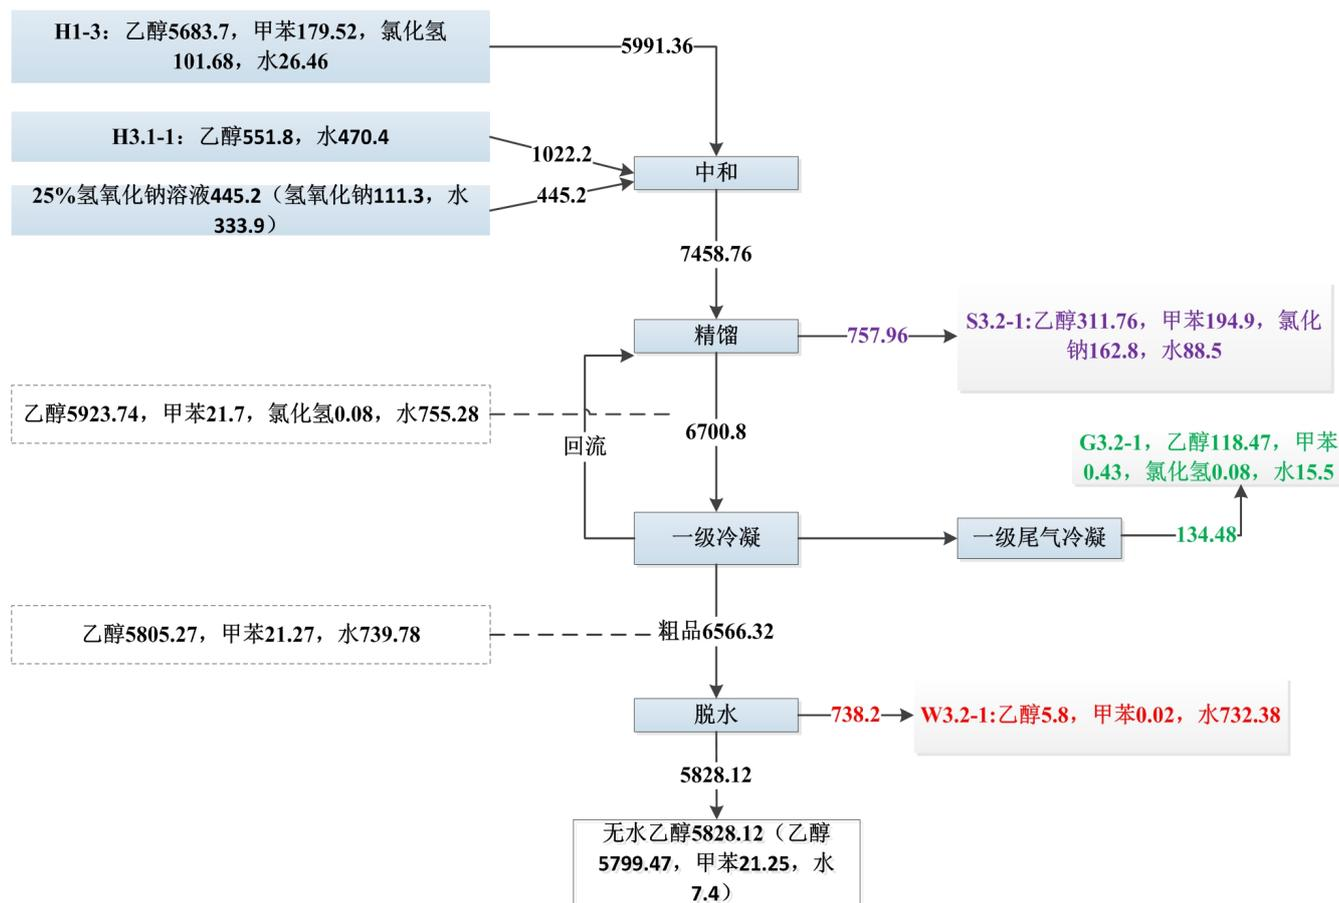 H1-3：乙醇5683.7，甲苯179.52，氯化氢
101.68，水26.46
5991.36
H3.1-1：乙醇551.8，水470.4
1022.2
中和
25%氢氧化钠溶液445.2（氢氧化钠111.3，水
333.9）
445.2
7458.76
精馏
757.96
S3.2-1:乙醇311.76，甲苯194.9，氯化
钠162.8，水88.5
乙醇5923.74，甲苯21.7，氯化氢0.08，水755.28
6700.8
回流
G3.2-1，乙醇118.47，甲苯
0.43，氯化氢0.08，水15.5
一级冷凝
一级尾气冷凝
134.48
乙醇5805.27，甲苯21.27，水739.78
粗品6566.32
脱水
738.2
W3.2-1:乙醇5.8，甲苯0.02，水732.38
5828.12
无水乙醇5828.12（乙醇
5799.47，甲苯21.25，水
7.4）